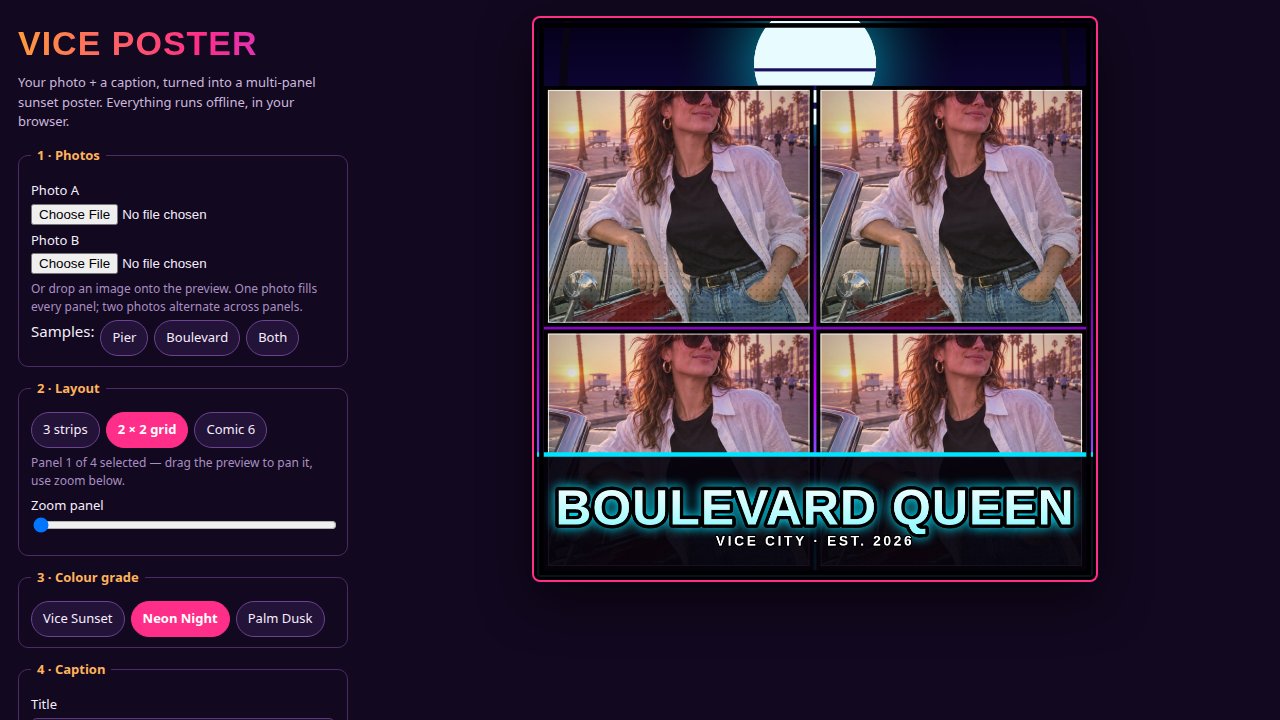 VICE POSTER
Your photo + a caption, turned into a multi-panel
sunset poster. Everything runs offline, in your
browser.
1 · Photos
Photo A
Choose File No file chosen
Photo B
Choose File No file chosen
Or drop an image onto the preview. One photo fills
every panel; two photos alternate across panels.
Samples: Pier Boulevard Both
2 · Layout
3 strips 2 × 2 grid Comic 6
Panel 1 of 4 selected — drag the preview to pan it,
use zoom below.
Zoom panel
3 · Colour grade
Vice Sunset Neon Night Palm Dusk
4 · Caption
Title
BOULEVARD QUEEN
VICE CITY · EST. 2026